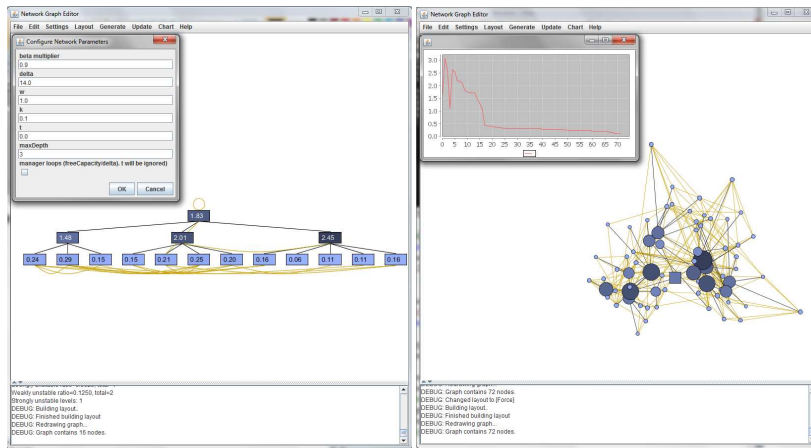 Network Graph Editor
File Edit Settings Layout Generate Update Chart Help
Configure Network Parameters
beta multiplier
0.9
delta
14.0
w
1.0
k
0.1
t
0.0
maxDepth
3
manager loops (freeCapacity/delta). t will be ignored)
OK Cancel
1.83
1.48 2.01 2.45
0.24 0.29 0.15 0.15 0.21 0.25 0.20 0.16 0.06 0.11 0.11 0.16
Weakly unstable ratio=0.1250, total=2
Strongly unstable levels: 1
DEBUG: Building layout.
DEBUG: Finished building layout
DEBUG: Redrawing graph...
DEBUG: Graph contains 16 nodes.
Network Graph Editor
File Edit Settings Layout Generate Update Chart Help
3.0
2.5
2.0
1.5
1.0
0.5
0.0
0 5 10 15 20 25 30 35 40 45 50 55 60 65 70
DEBUG: Redrawing graph...
DEBUG: Graph contains 72 nodes.
DEBUG: Changed layout to [Force]
DEBUG: Building layout.
DEBUG: Finished building layout
DEBUG: Redrawing graph...
DEBUG: Graph contains 72 nodes.